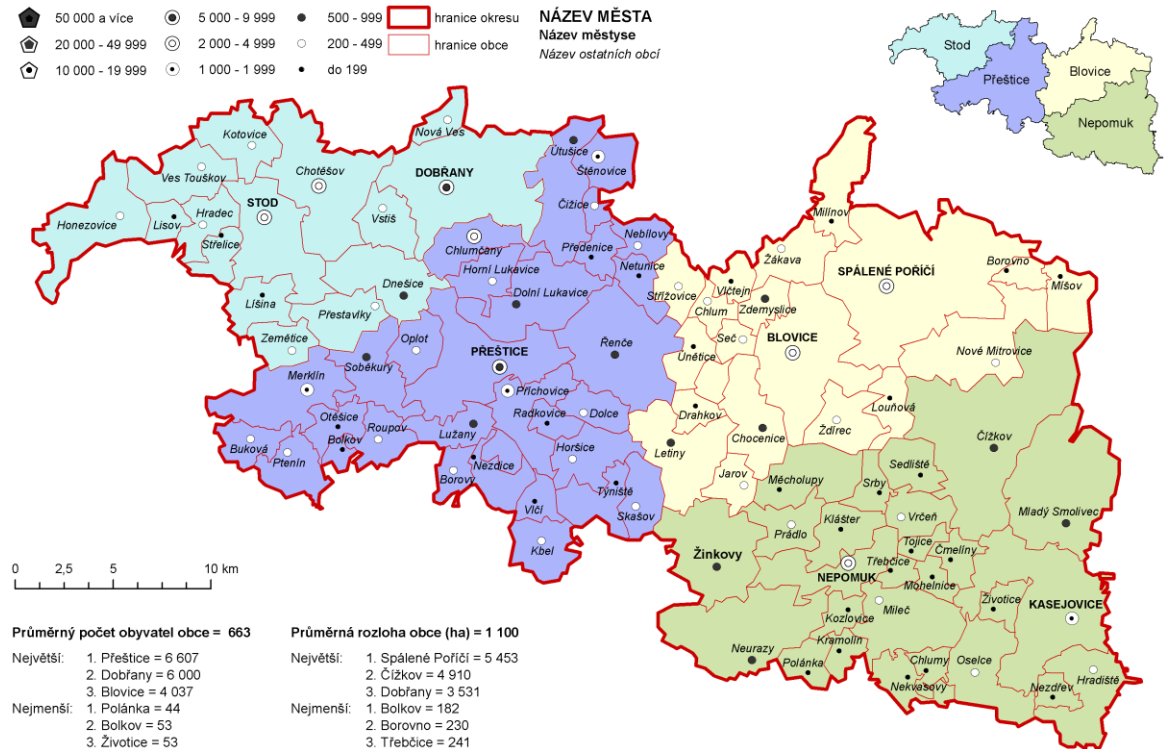 50 000 a více
5 000 - 9 999
500 - 999
hranice okresu
NÁZEV MĚSTA
20 000 - 49 999
2 000 - 4 999
200 - 499
hranice obce
Název městyse
10 000 - 19 999
1 000 - 1 999
do 199
Název ostatních obcí
Stod
Přeštice
Blovice
Nepomuk
Nová Ves
Kotovice
Útušice
Štěnovice
Ves Touškov
Chotěšov
DOBŘANY
STOD
Čižice
Honezovice
Lisov
Hradec
Vstiš
Milínov
Střelice
Chlumčany
Předenice
Nebílovy
Žákava
Horní Lukavice
Netunice
Borovno
Míšov
SPÁLENÉ POŘÍČÍ
Dnešice
Dolní Lukavice
Střížovice
Vlčtejn
Líšina
Přestavlky
Chlum
Zdemyslice
Zemětice
Oplot
Seč
BLOVICE
Soběkury
PŘEŠTICE
Řenče
Únětice
Nové Mitrovice
Merklín
Příchovice
Drahkov
Louňová
Otěšice
Roupov
Radkovice
Dolce
Ždírec
Bolkov
Lužany
Chocenice
Čížkov
Buková
Ptenín
Horšice
Letiny
Nezdice
Borovy
Týniště
Jarov
Měcholupy
Sedliště
Srby
Vlčí
Skašov
Prádlo
Klášter
Vrčeň
Mladý Smolivec
Kbel
Žinkovy
Tojice
Čmelíny
Třebčice
NEPOMUK
Mohelnice
Životice
KASEJOVICE
Mileč
Kozlovice
Kramolín
Neurazy
Polánka
Chlumy
Oselce
Nekvasovy
Hradiště
Nezdřev
0 2,5 5 10 km
Průměrný počet obyvatel obce = 663
Největší: 1. Přeštice = 6 607
2. Dobřany = 6 000
3. Blovice = 4 037
Nejmenší: 1. Polánka = 44
2. Bolkov = 53
3. Životice = 53
Průměrná rozloha obce (ha) = 1 100
Největší: 1. Spálené Poříčí = 5 453
2. Čížkov = 4 910
3. Dobřany = 3 531
Nejmenší: 1. Bolkov = 182
2. Borovno = 230
3. Třebčice = 241